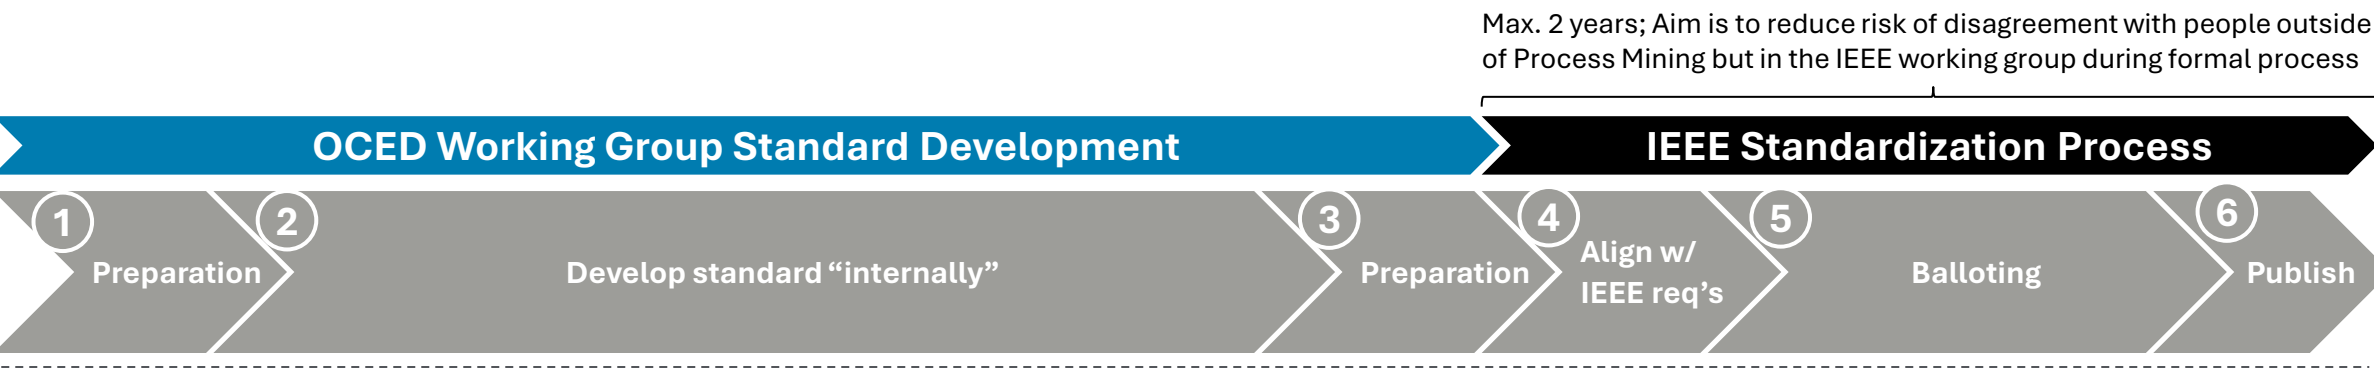 Max. 2 years; Aim is to reduce risk of disagreement with people outside
of Process Mining but in the IEEE working group during formal process
OCED Working Group Standard Development
IEEE Standardization Process
1
Preparation
2
Develop standard “internally”
3
Preparation
4
Align w/
IEEE req’s
5
Balloting
6
Publish